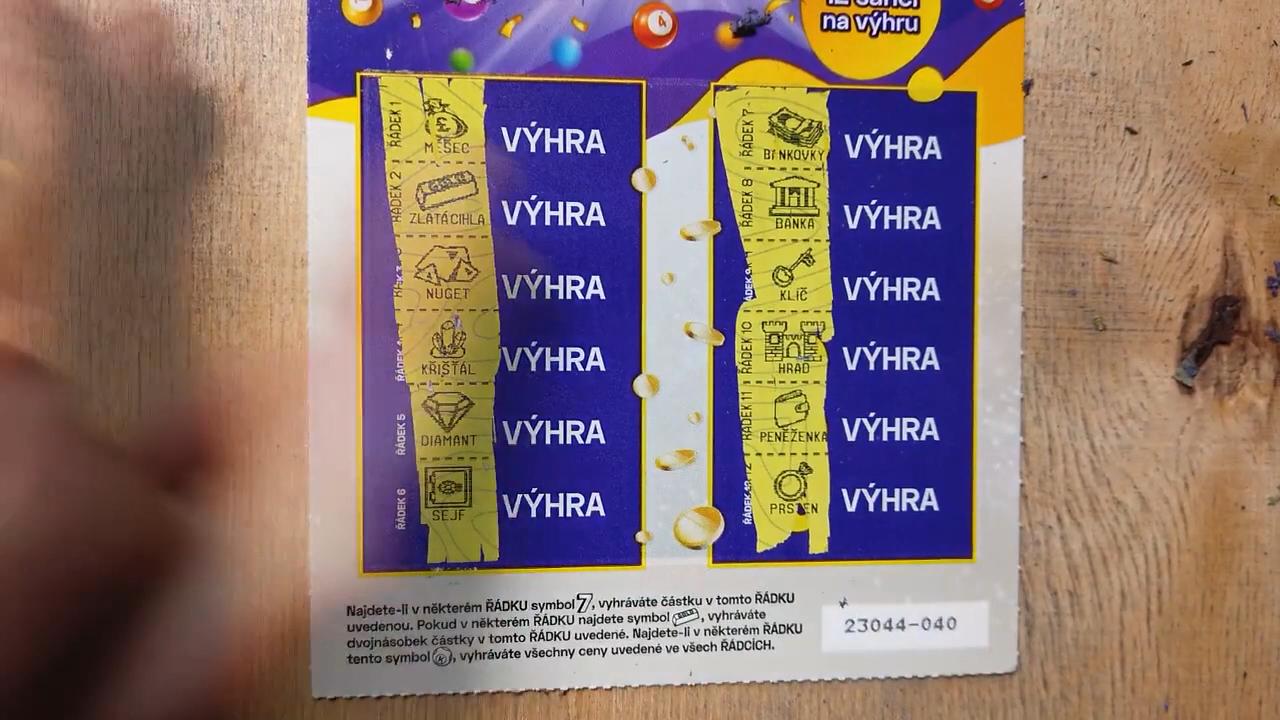 na výhru
ŘÁDEK 1
MĚŠEC
VÝHRA
ŘÁDEK 2
ZLATÁ CIHLA
VÝHRA
NUGET
VÝHRA
KŘIŠŤÁL
VÝHRA
ŘÁDEK 5
DIAMANT
VÝHRA
ŘÁDEK 6
SEJF
VÝHRA
ŘÁDEK 7
BANKOVKY
VÝHRA
ŘÁDEK 8
BANKA
VÝHRA
KLÍČ
VÝHRA
ŘÁDEK 10
HRAD
VÝHRA
ŘÁDEK 11
PENĚŽENKA
VÝHRA
PRSTEN
VÝHRA
4
Najdete-li v některém ŘÁDKU symbol 7, vyhráváte částku v tomto ŘÁDKU
uvedenou. Pokud v některém ŘÁDKU najdete symbol, vyhráváte
dvojnásobek částky v tomto ŘÁDKU uvedené. Najdete-li v některém ŘÁDKU
tento symbol, vyhráváte všechny ceny uvedené ve všech ŘÁDCÍCH.
23044-040